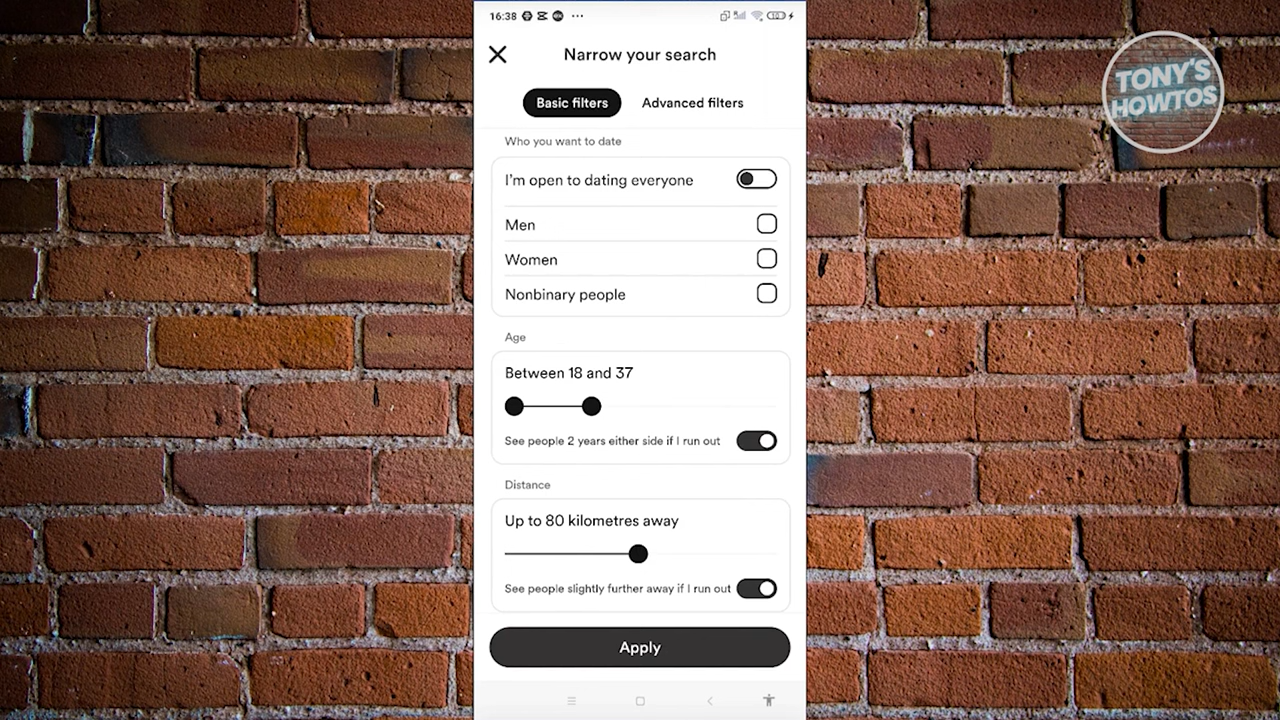 16:38
Narrow your search
Basic filters
Advanced filters
Who you want to date
I'm open to dating everyone
Men
Women
Nonbinary people
Age
Between 18 and 37
See people 2 years either side if I run out
Distance
Up to 80 kilometres away
See people slightly further away if I run out
Apply
TONY'S
HOWTOS